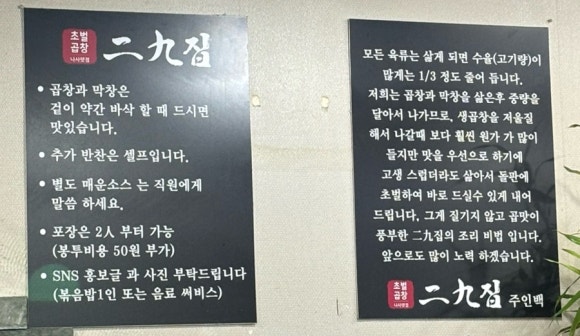 초벌
곱창
나사렛점
二九집
• 곱창과 막창은
겉이 약간 바삭 할 때 드시면
맛있습니다.
• 추가 반찬은 셀프입니다.
• 별도 매운소스 는 직원에게
말씀 하세요.
• 포장은 2人 부터 가능
(봉투비용 50원 부가)
• SNS 홍보글 과 사진 부탁드립니다
(볶음밥1인 또는 음료 써비스)
모든 육류는 삶게 되면 수율(고기량)이
많게는 1/3 정도 줄어 듭니다.
저희는 곱창과 막창을 삶은후 중량을
달아서 나가므로, 생곱창을 저울질
해서 나갈때 보다 훨씬 원가 가 많이
들지만 맛을 우선으로 하기에
고생 스럽더라도 삶아서 돌판에
초벌하여 바로 드실수 있게 내어
드립니다. 그게 질기지 않고 곱맛이
풍부한 二九집의 조리 비법 입니다.
앞으로도 많이 노력 하겠습니다.
초벌
곱창
나사렛점
二九집 주인백